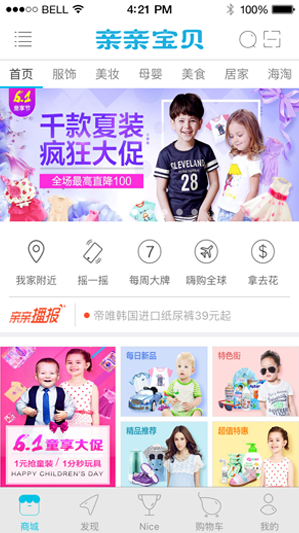 BELL 4:21 PM 100%
亲亲宝贝
首页 服饰 美妆 母婴 美食 居家 海淘
6.1
千款夏装
疯狂大促
全场最高直降100
CLEVELAND
我家附近 摇一摇 7 每周大牌 嗨购全球 $ 拿去花
亲亲播报 帝唯韩国进口纸尿裤39元起
每日新品 特色街
6.1童享大促
1元抢童装 / 1分秒玩具
HAPPY CHILDREN'S DAY
精品推荐 超值特惠
商城 发现 Nice 购物车 我的